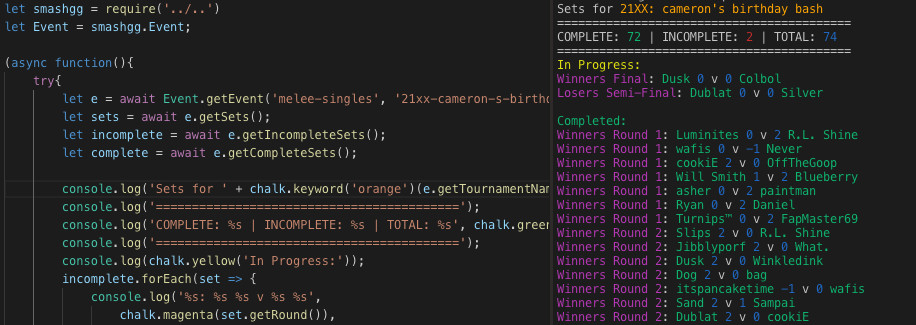 let smashgg = require('../..')
let Event = smashgg.Event;
(async function(){
try{
let e = await Event.getEvent('melee-singles', '21xx-cameron-s-birthd
let sets = await e.getSets();
let incomplete = await e.getIncompleteSets();
let complete = await e.getCompleteSets();
console.log('Sets for ' + chalk.keyword('orange')(e.getTournamentNam
console.log('=========================================');
console.log('COMPLETE: %s | INCOMPLETE: %s | TOTAL: %s', chalk.green
console.log('=========================================');
console.log(chalk.yellow('In Progress:'));
incomplete.forEach(set => {
console.log('%s: %s %s v %s %s',
chalk.magenta(set.getRound()),
Sets for 21XX: cameron's birthday bash
=========================================
COMPLETE: 72 | INCOMPLETE: 2 | TOTAL: 74
=========================================
In Progress:
Winners Final: Dusk 0 v 0 Colbol
Losers Semi-Final: Dublat 0 v 0 Silver
Completed:
Winners Round 1: Luminites 0 v 2 R.L. Shine
Winners Round 1: wafis 0 v -1 Never
Winners Round 1: cookiE 2 v 0 OffTheGoop
Winners Round 1: Will Smith 1 v 2 Blueberry
Winners Round 1: asher 0 v 2 paintman
Winners Round 1: Ryan 0 v 2 Daniel
Winners Round 1: Turnips™ 0 v 2 FapMaster69
Winners Round 2: Slips 2 v 0 R.L. Shine
Winners Round 2: Jibblyporf 2 v 0 What.
Winners Round 2: Dusk 2 v 0 Winkledink
Winners Round 2: Dog 2 v 0 bag
Winners Round 2: itspancaketime -1 v 0 wafis
Winners Round 2: Sand 2 v 1 Sampai
Winners Round 2: Dublat 2 v 0 cookiE